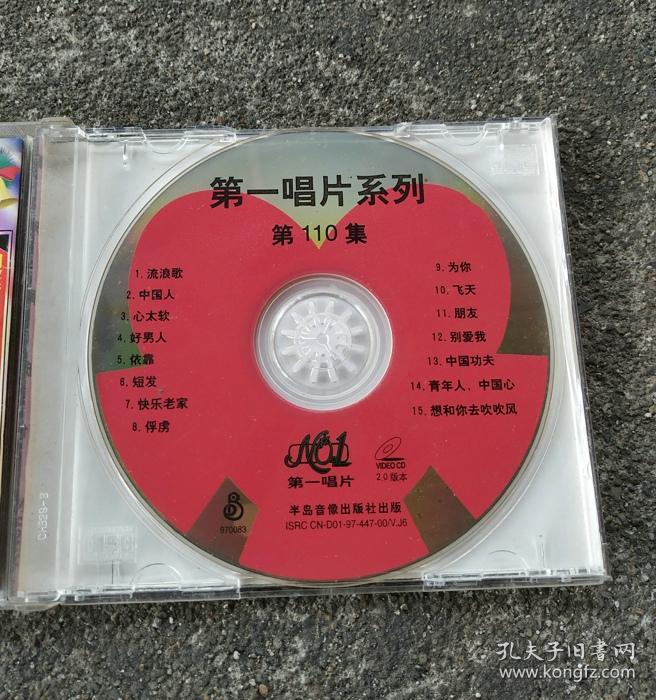 第一唱片系列
第110集
1.流浪歌
2.中国人
3.心太软
4.好男人
5.依靠
6.短发
7.快乐老家
8.俘虏
9.为你
10.飞天
11.朋友
12.别爱我
13.中国功夫
14.青年人,中国心
15.想和你去吹吹风
NO.1
第一唱片
VIDEO CD
2.0版本
970083
半岛音像出版社出版
ISRC CN-D01-97-447-00/V.J6
孔夫子旧书网
www.kongfz.com